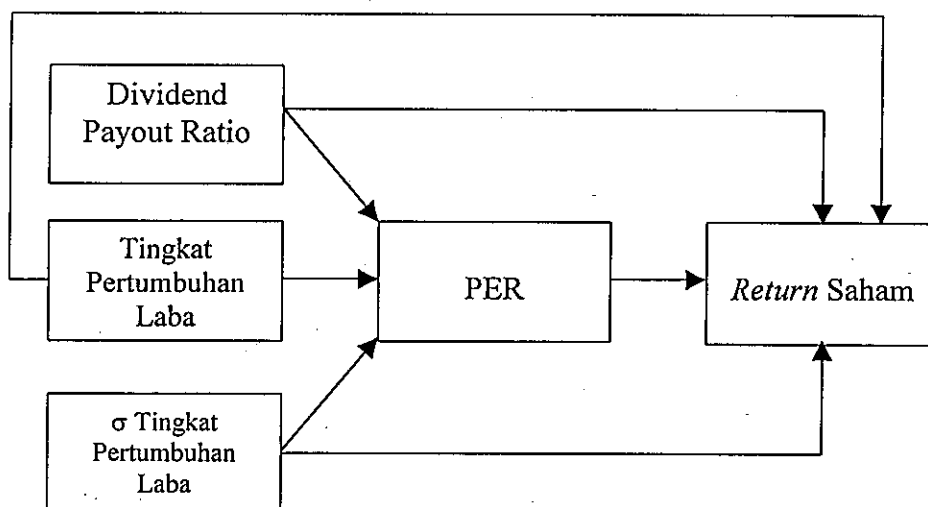 Dividend
Payout Ratio
Tingkat
Pertumbuhan
Laba
PER
Return Saham
σ Tingkat
Pertumbuhan
Laba